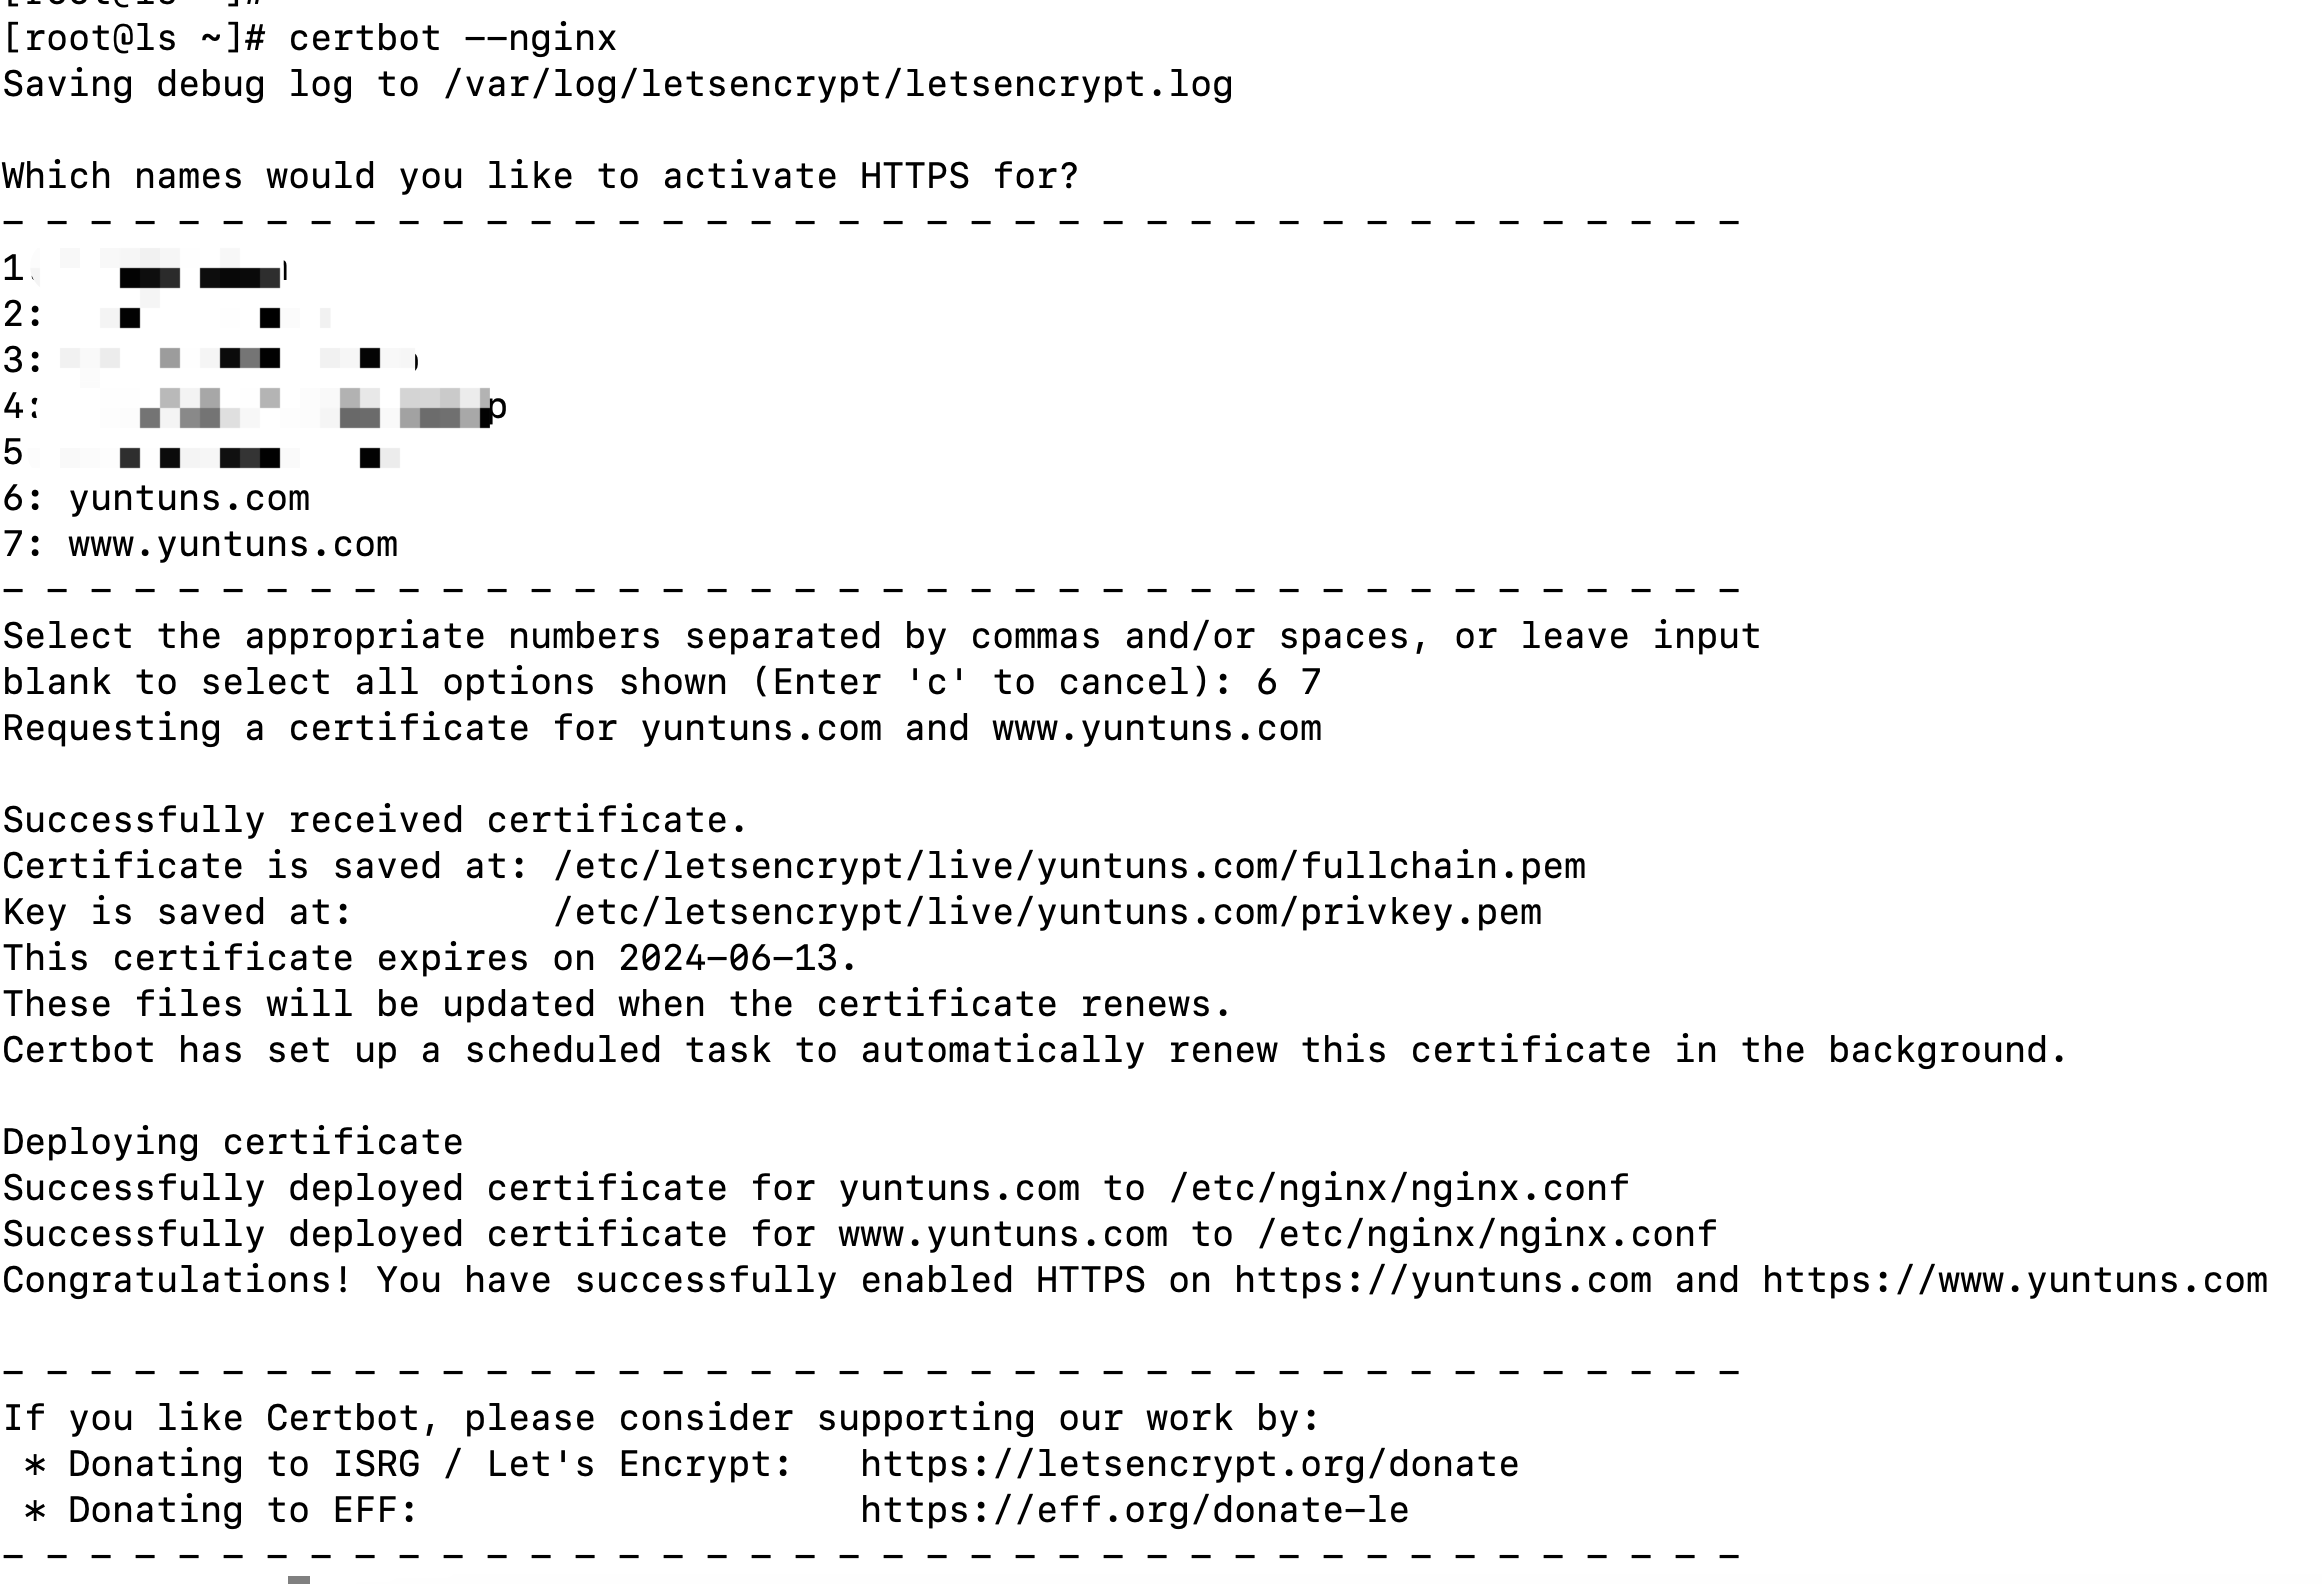 [root@ls ~]#
[root@ls ~]# certbot --nginx
Saving debug log to /var/log/letsencrypt/letsencrypt.log
Which names would you like to activate HTTPS for?
- - - - - - - - - - - - - - - - - - - - - - - - - - - - - - - - - - - - - - - -
1
2:
3:
4:
5
6: yuntuns.com
7: www.yuntuns.com
- - - - - - - - - - - - - - - - - - - - - - - - - - - - - - - - - - - - - - - -
Select the appropriate numbers separated by commas and/or spaces, or leave input
blank to select all options shown (Enter 'c' to cancel): 6 7
Requesting a certificate for yuntuns.com and www.yuntuns.com
Successfully received certificate.
Certificate is saved at: /etc/letsencrypt/live/yuntuns.com/fullchain.pem
Key is saved at:         /etc/letsencrypt/live/yuntuns.com/privkey.pem
This certificate expires on 2024-06-13.
These files will be updated when the certificate renews.
Certbot has set up a scheduled task to automatically renew this certificate in the background.
Deploying certificate
Successfully deployed certificate for yuntuns.com to /etc/nginx/nginx.conf
Successfully deployed certificate for www.yuntuns.com to /etc/nginx/nginx.conf
Congratulations! You have successfully enabled HTTPS on https://yuntuns.com and https://www.yuntuns.com
- - - - - - - - - - - - - - - - - - - - - - - - - - - - - - - - - - - - - - - -
If you like Certbot, please consider supporting our work by:
 * Donating to ISRG / Let's Encrypt:   https://letsencrypt.org/donate
 * Donating to EFF:                    https://eff.org/donate-le
- - - - - - - - - - - - - - - - - - - - - - - - - - - - - - - - - - - - - - - -